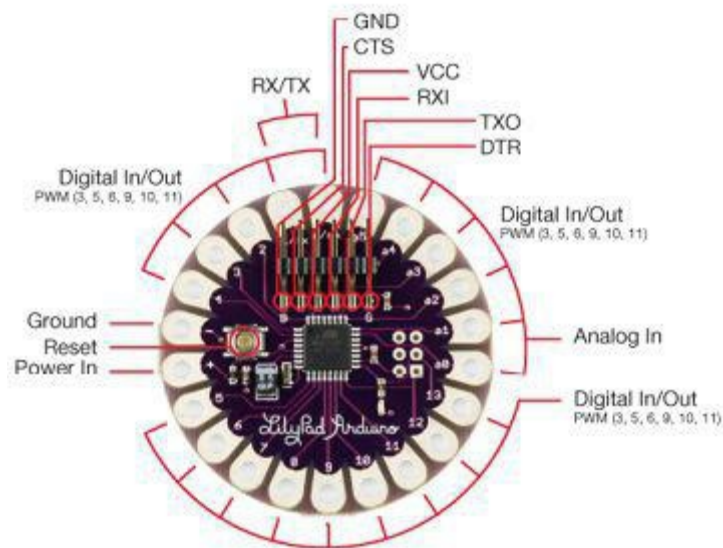 GND
CTS
VCC
RX/TX
RXI
TXO
DTR
Digital In/Out
PWM (3, 5, 6, 9, 10, 11)
Digital In/Out
PWM (3, 5, 6, 9, 10, 11)
Ground
Reset
Power In
Analog In
Digital In/Out
PWM (3, 5, 6, 9, 10, 11)
2
3
4
-
+
5
6
7
8
9
10
11
12
13
a0
a1
a2
a3
a4
LilyPad Arduino